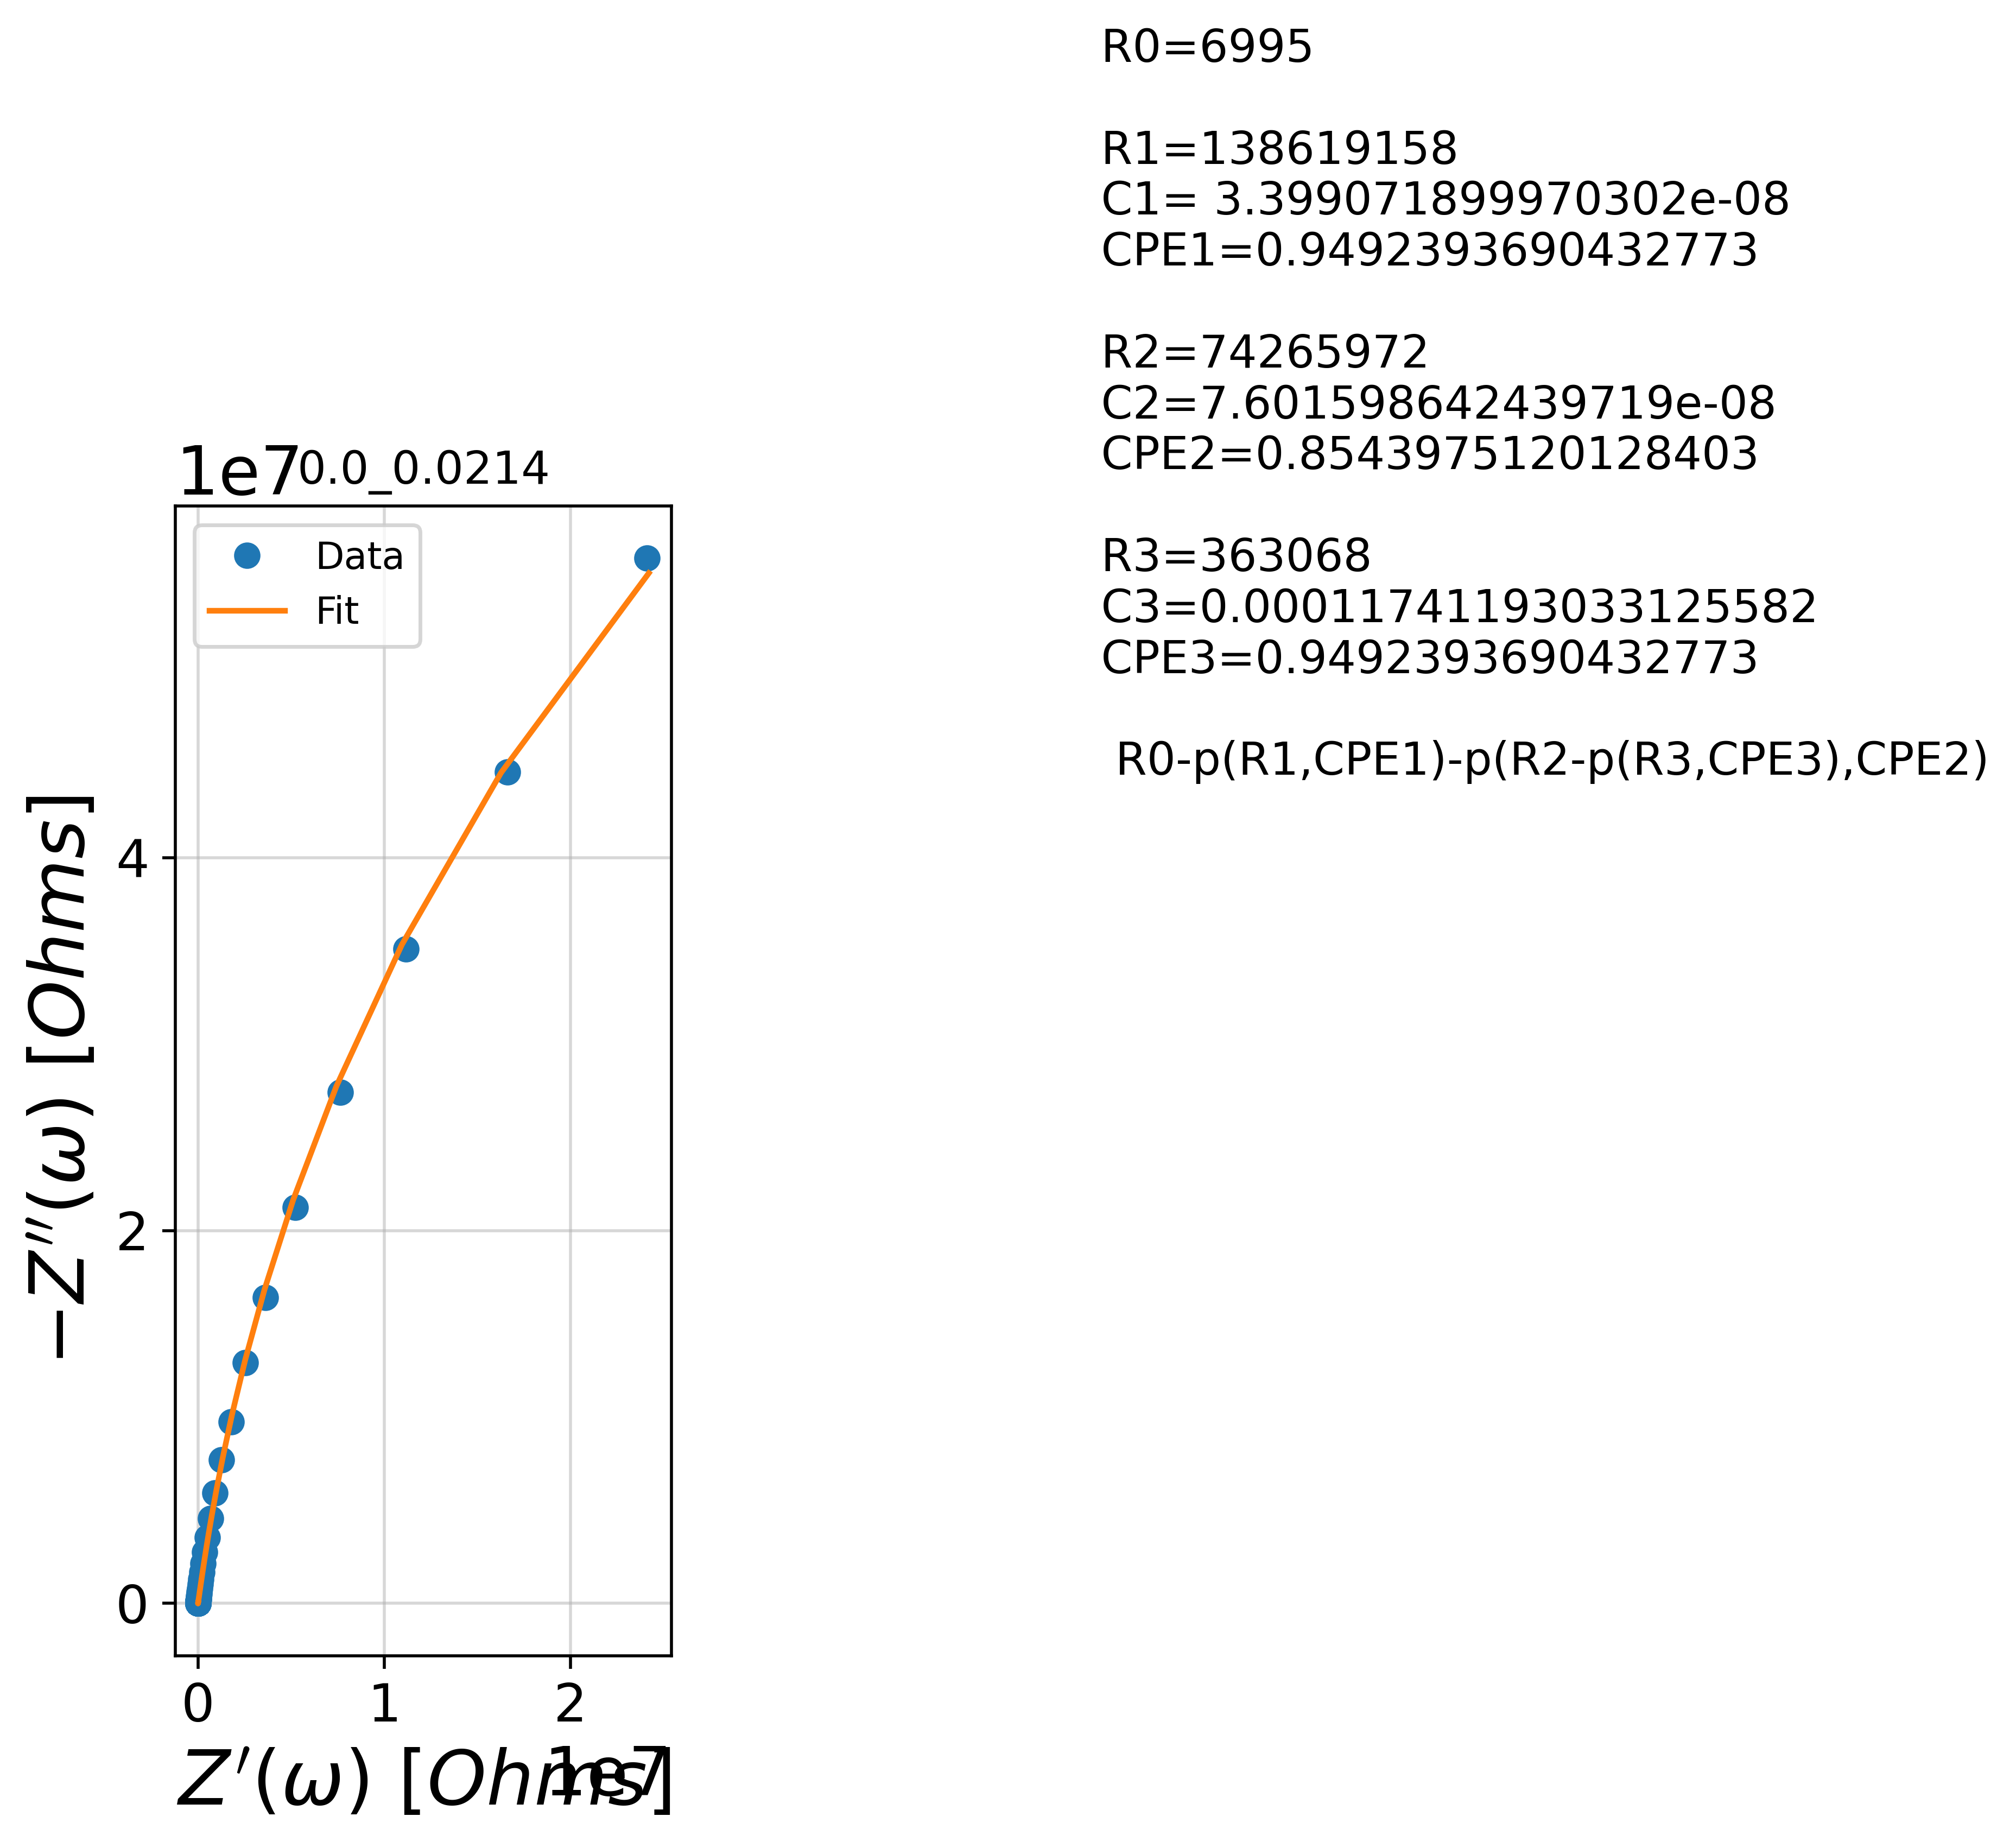 R0=6995
R1=138619158
C1= 3.399071899970302e-08
CPE1=0.9492393690432773
R2=74265972
C2=7.601598642439719e-08
CPE2=0.8543975120128403
R3=363068
C3=0.00011741193033125582
CPE3=0.9492393690432773
R0-p(R1,CPE1)-p(R2-p(R3,CPE3),CPE2)
1e7
0.0_0.0214
Data
Fit
4
2
0
−Z′′(ω) [Ohms]
0
1
2
Z′(ω) [Ohms]
1e7